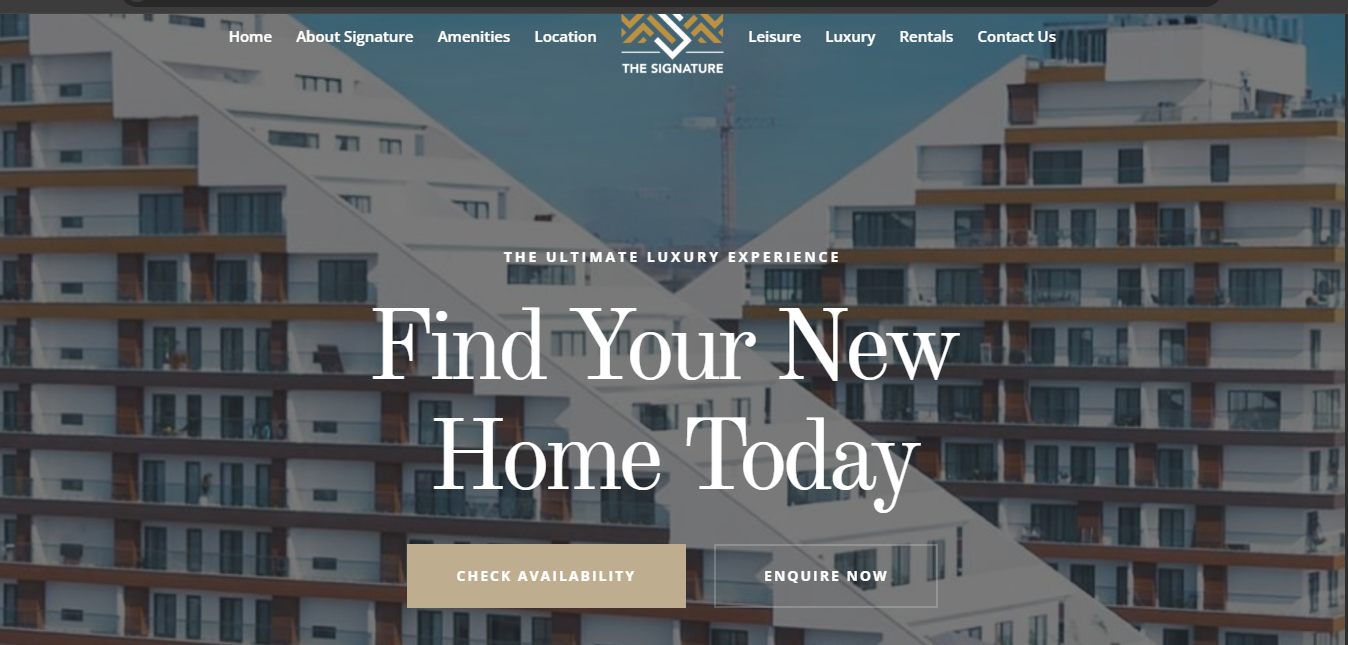 Home About Signature Amenities Location Leisure Luxury Rentals Contact Us
THE SIGNATURE
THE ULTIMATE LUXURY EXPERIENCE
Find Your New
Home Today
CHECK AVAILABILITY ENQUIRE NOW